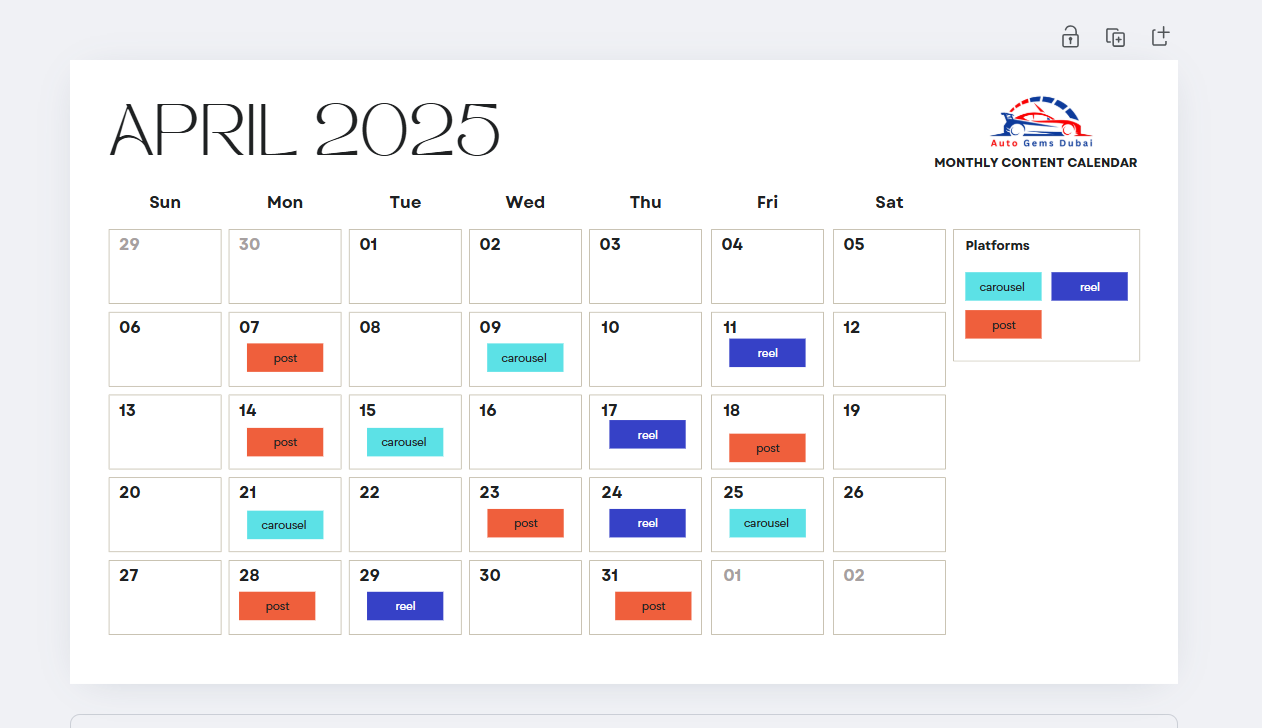 APRIL 2025
Auto Gems Dubai
MONTHLY CONTENT CALENDAR
Sun Mon Tue Wed Thu Fri Sat
29 30 01 02 03 04 05
Platforms
carousel reel
post
06 07 08 09 10 11 12
post carousel reel
13 14 15 16 17 18 19
post carousel reel post
20 21 22 23 24 25 26
carousel post reel carousel
27 28 29 30 31 01 02
post reel post